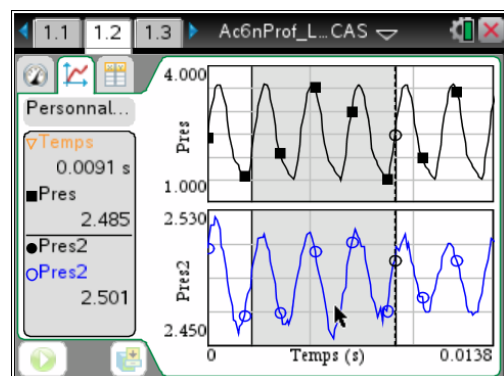 1.1 1.2 1.3 Ac6nProf_L...CAS
Personnal...
Temps
0.0091 s
Pres
2.485
Pres2
Pres2
2.501
4.000
Pres
1.000
2.530
Pres2
2.450
0 Temps (s) 0.0138